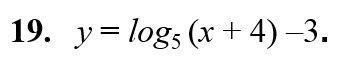 19. y = log₅ (x + 4) –3.